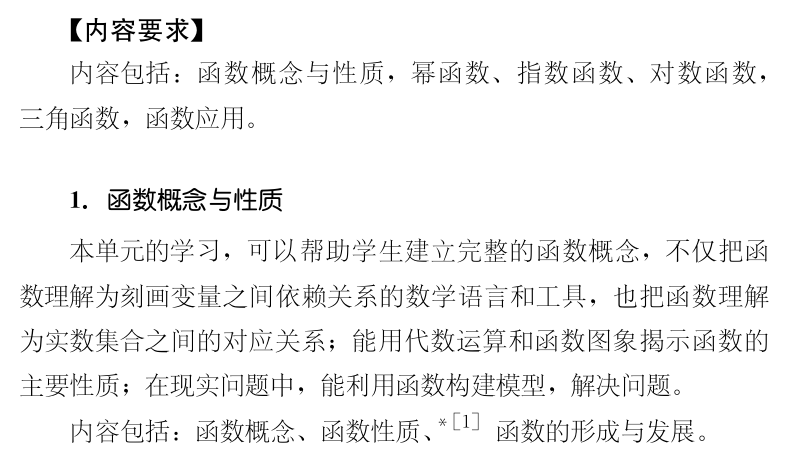 【内容要求】
内容包括：函数概念与性质，幂函数、指数函数、对数函数，
三角函数，函数应用。
1. 函数概念与性质
本单元的学习，可以帮助学生建立完整的函数概念，不仅把函
数理解为刻画变量之间依赖关系的数学语言和工具，也把函数理解
为实数集合之间的对应关系；能用代数运算和函数图象揭示函数的
主要性质；在现实问题中，能利用函数构建模型，解决问题。
内容包括：函数概念、函数性质、*［1］函数的形成与发展。